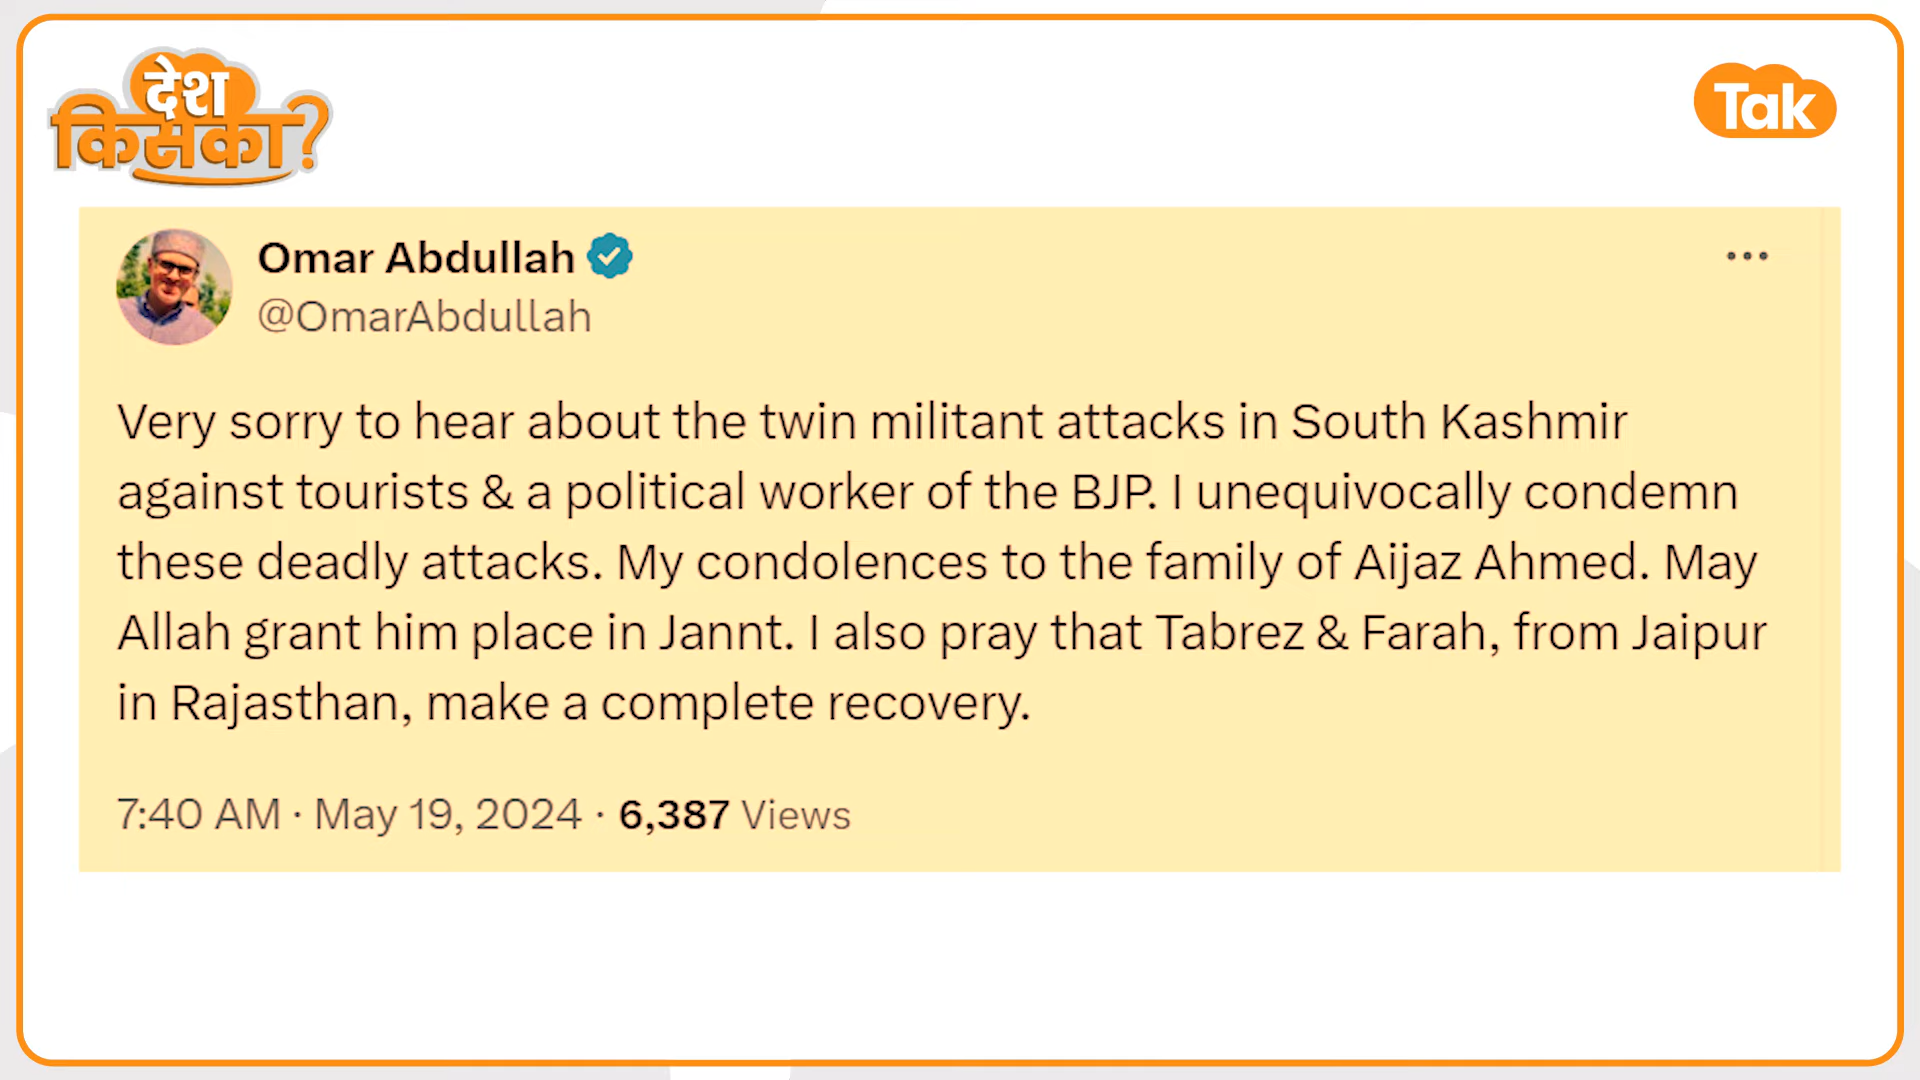 देश
किसका?
Tak
Omar Abdullah
@OmarAbdullah
Very sorry to hear about the twin militant attacks in South Kashmir
against tourists & a political worker of the BJP. I unequivocally condemn
these deadly attacks. My condolences to the family of Aijaz Ahmed. May
Allah grant him place in Jannt. I also pray that Tabrez & Farah, from Jaipur
in Rajasthan, make a complete recovery.
7:40 AM · May 19, 2024 · 6,387 Views